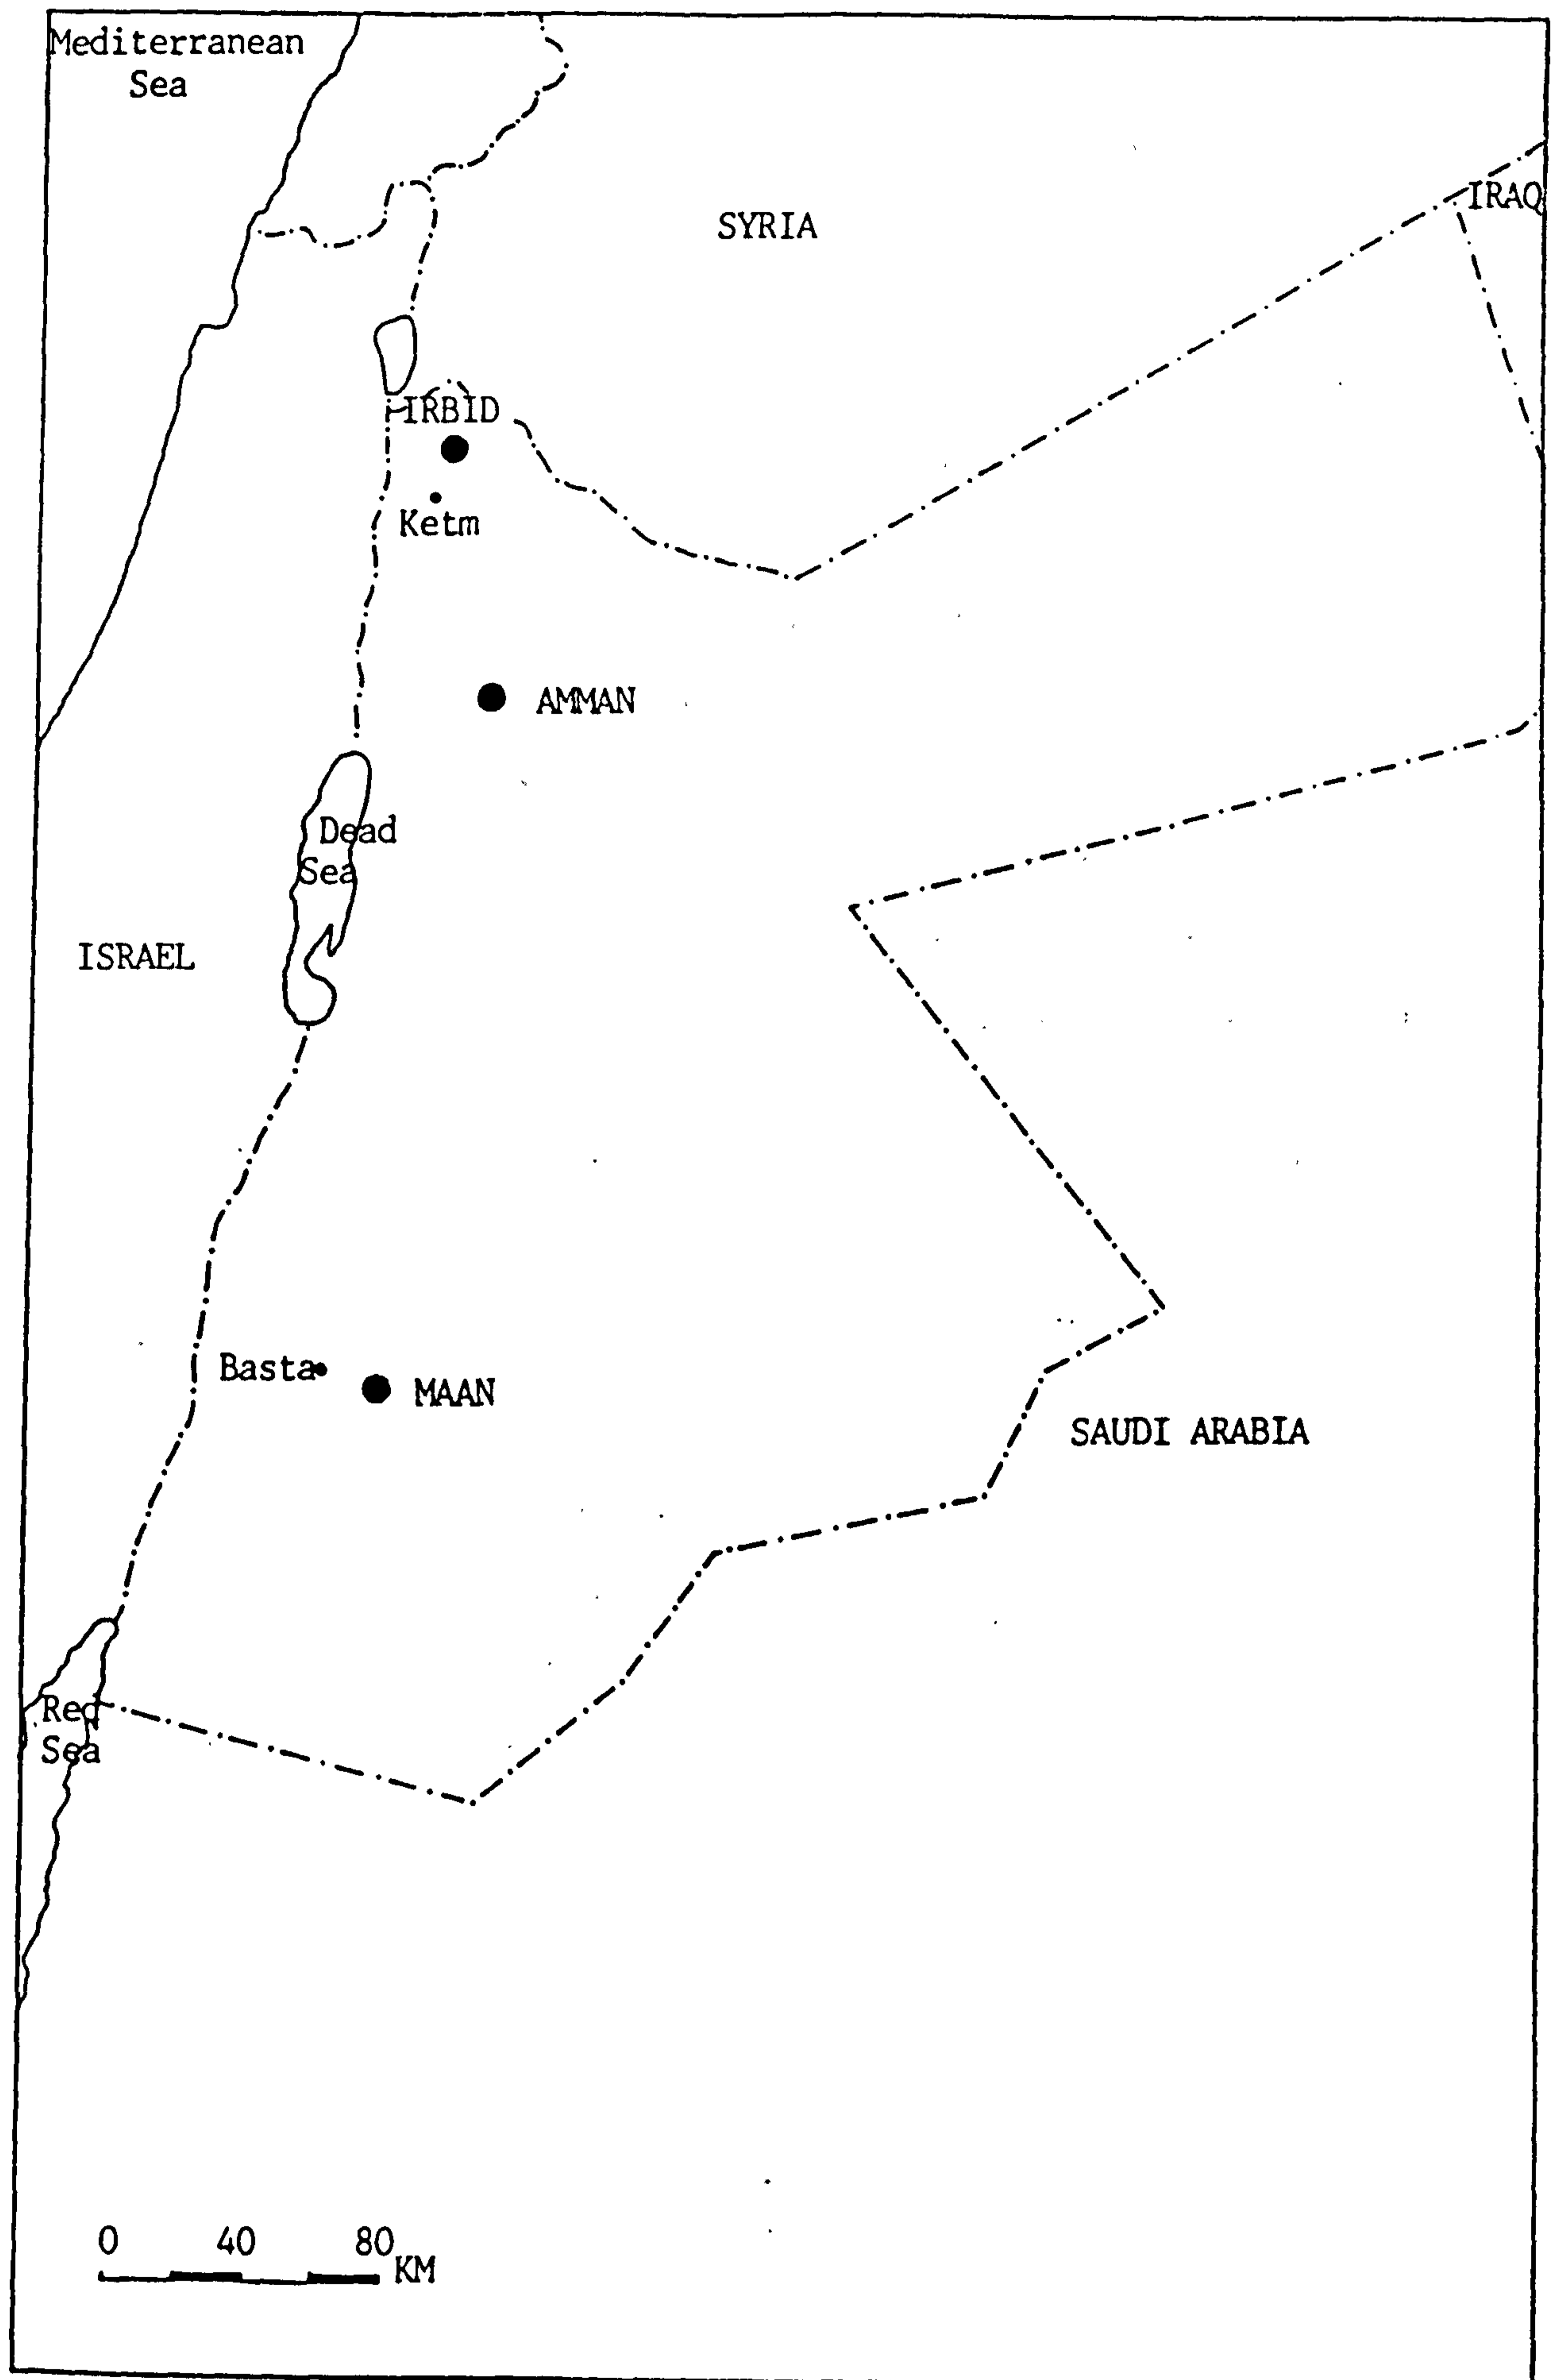 Mediterranean
Sea
SYRIA
IRAQ
IRBID
Ketm
AMMAN
Dead
Sea
ISRAEL
Basta
MAAN
SAUDI ARABIA
Red
Sea
0 40 80
KM